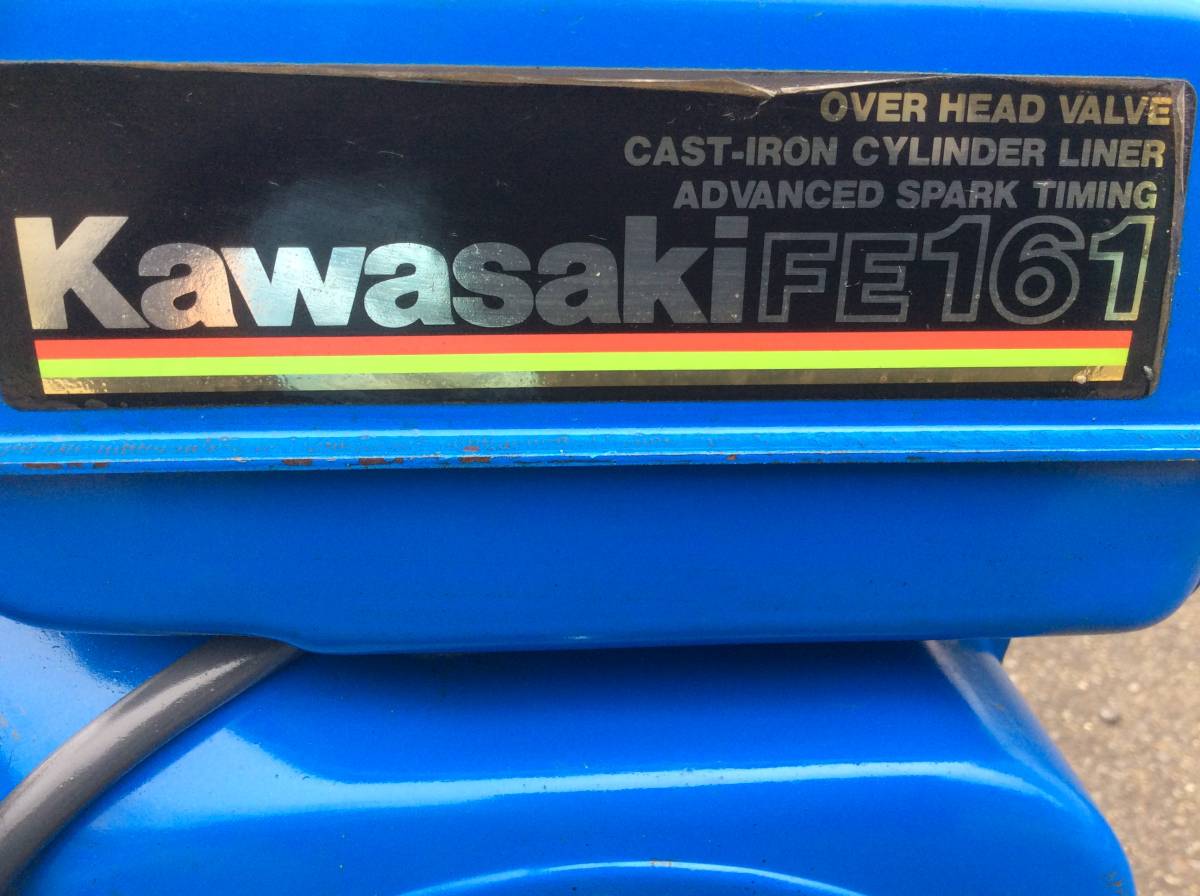 OVER HEAD VALVE
CAST-IRON CYLINDER LINER
ADVANCED SPARK TIMING
Kawasaki FE161